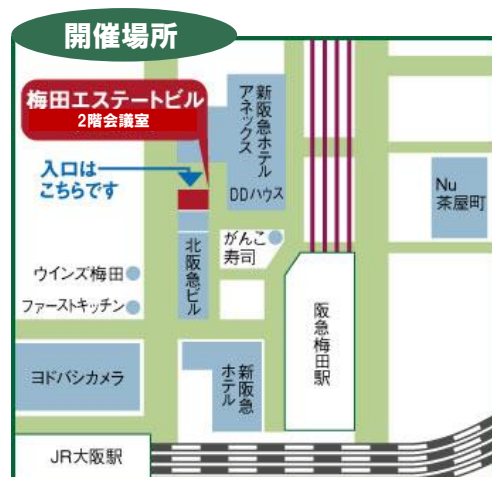 開催場所
梅田エステートビル
2階会議室
入口は
こちらです
新阪急ホテル
アネックス
DDハウス
Nu
茶屋町
がんこ
寿司
北阪急ビル
ウインズ梅田
ファーストキッチン
阪急梅田駅
ヨドバシカメラ
新阪急
ホテル
JR大阪駅